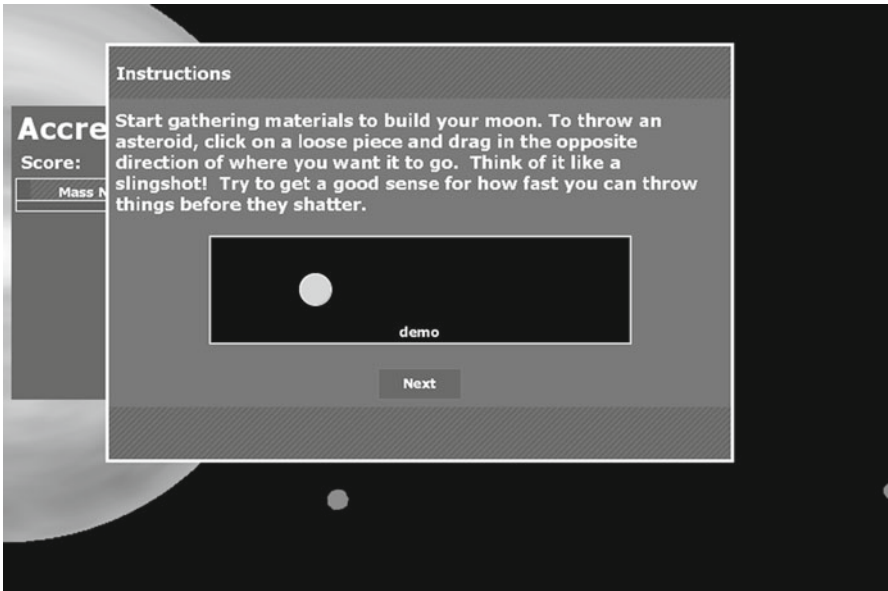 Instructions
Start gathering materials to build your moon. To throw an
asteroid, click on a loose piece and drag in the opposite
direction of where you want it to go.  Think of it like a
slingshot!  Try to get a good sense for how fast you can throw
things before they shatter.
demo
Next
Accre
Score:
Mass